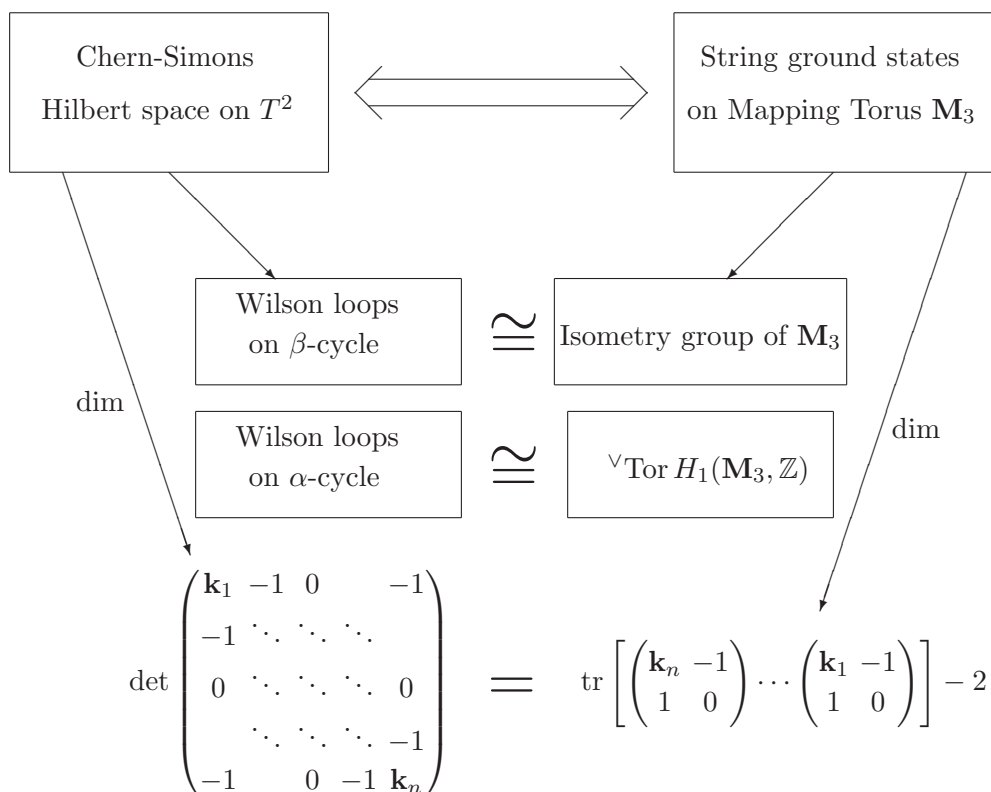 Chern-Simons
Hilbert space on T²
String ground states
on Mapping Torus M₃
Wilson loops
on β-cycle
≅
Isometry group of M₃
dim
Wilson loops
on α-cycle
≅
ᵛTor H₁(M₃, ℤ)
dim
k₁ −1 0 −1
−1 ⋱ ⋱ ⋱
det ( 0 ⋱ ⋱ ⋱ 0 ) = tr [ ( kₙ −1 ) ⋯ ( k₁ −1 ) ] − 2
1 0 1 0
⋱ ⋱ ⋱ −1
−1 0 −1 kₙ